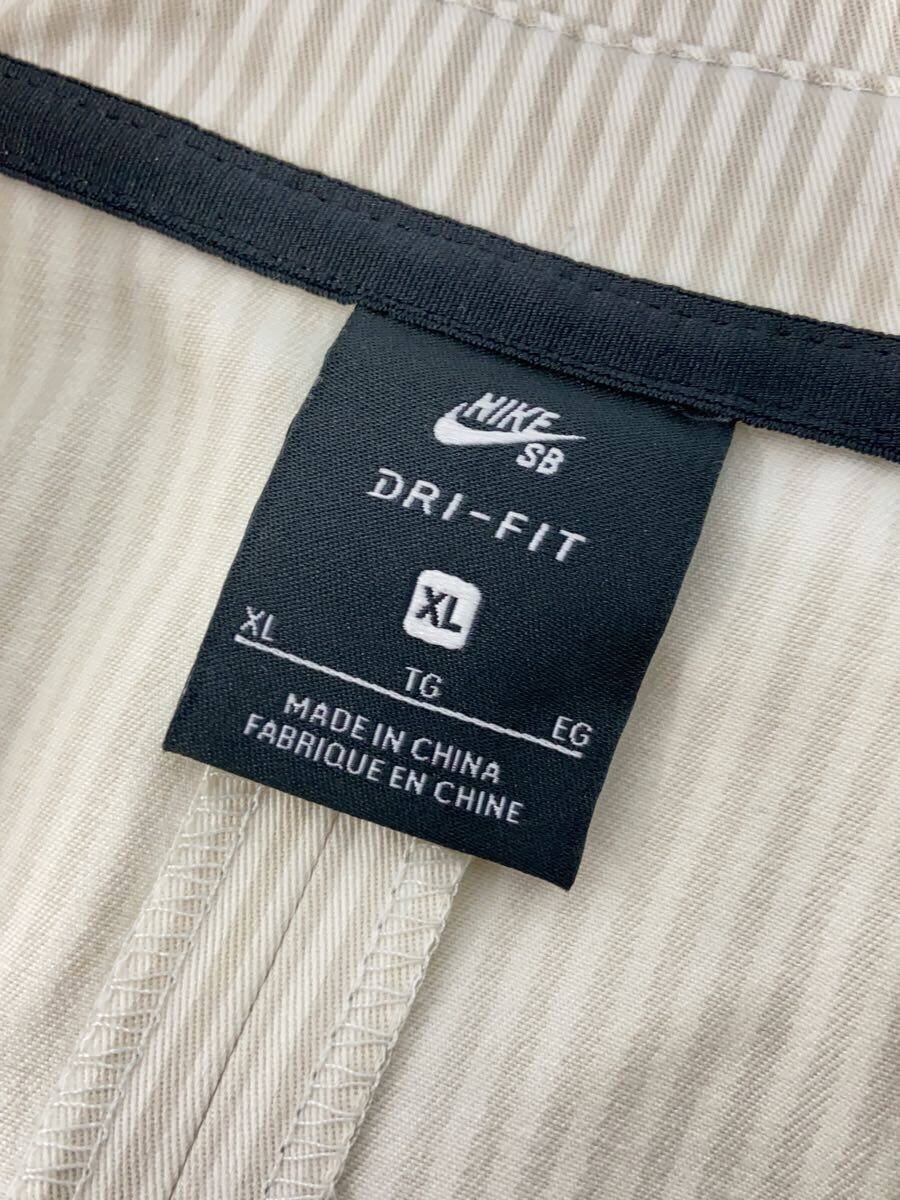 NIKE
SB
DRI-FIT
XL
XL TG EG
MADE IN CHINA
FABRIQUE EN CHINE